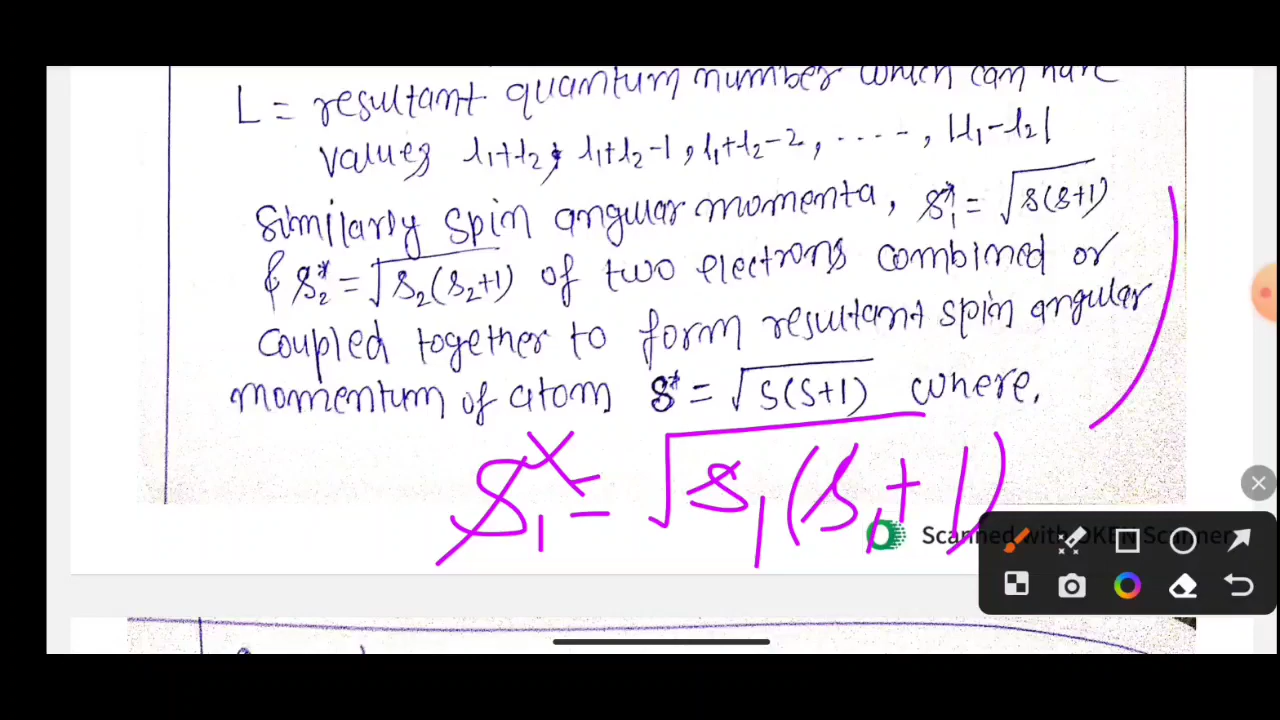 L = resultant quantum number which can have
values l₁+l₂, l₁+l₂-1, l₁+l₂-2, ....., |l₁-l₂|
Similarly spin angular momenta, s₁* = √s(s+1)
& s₂* = √s₂(s₂+1) of two electrons combined or
coupled together to form resultant spin angular
momentum of atom s* = √s(s+1) where,
s₁* = √s₁(s₁+1)
Scanned with OKEN Scanner